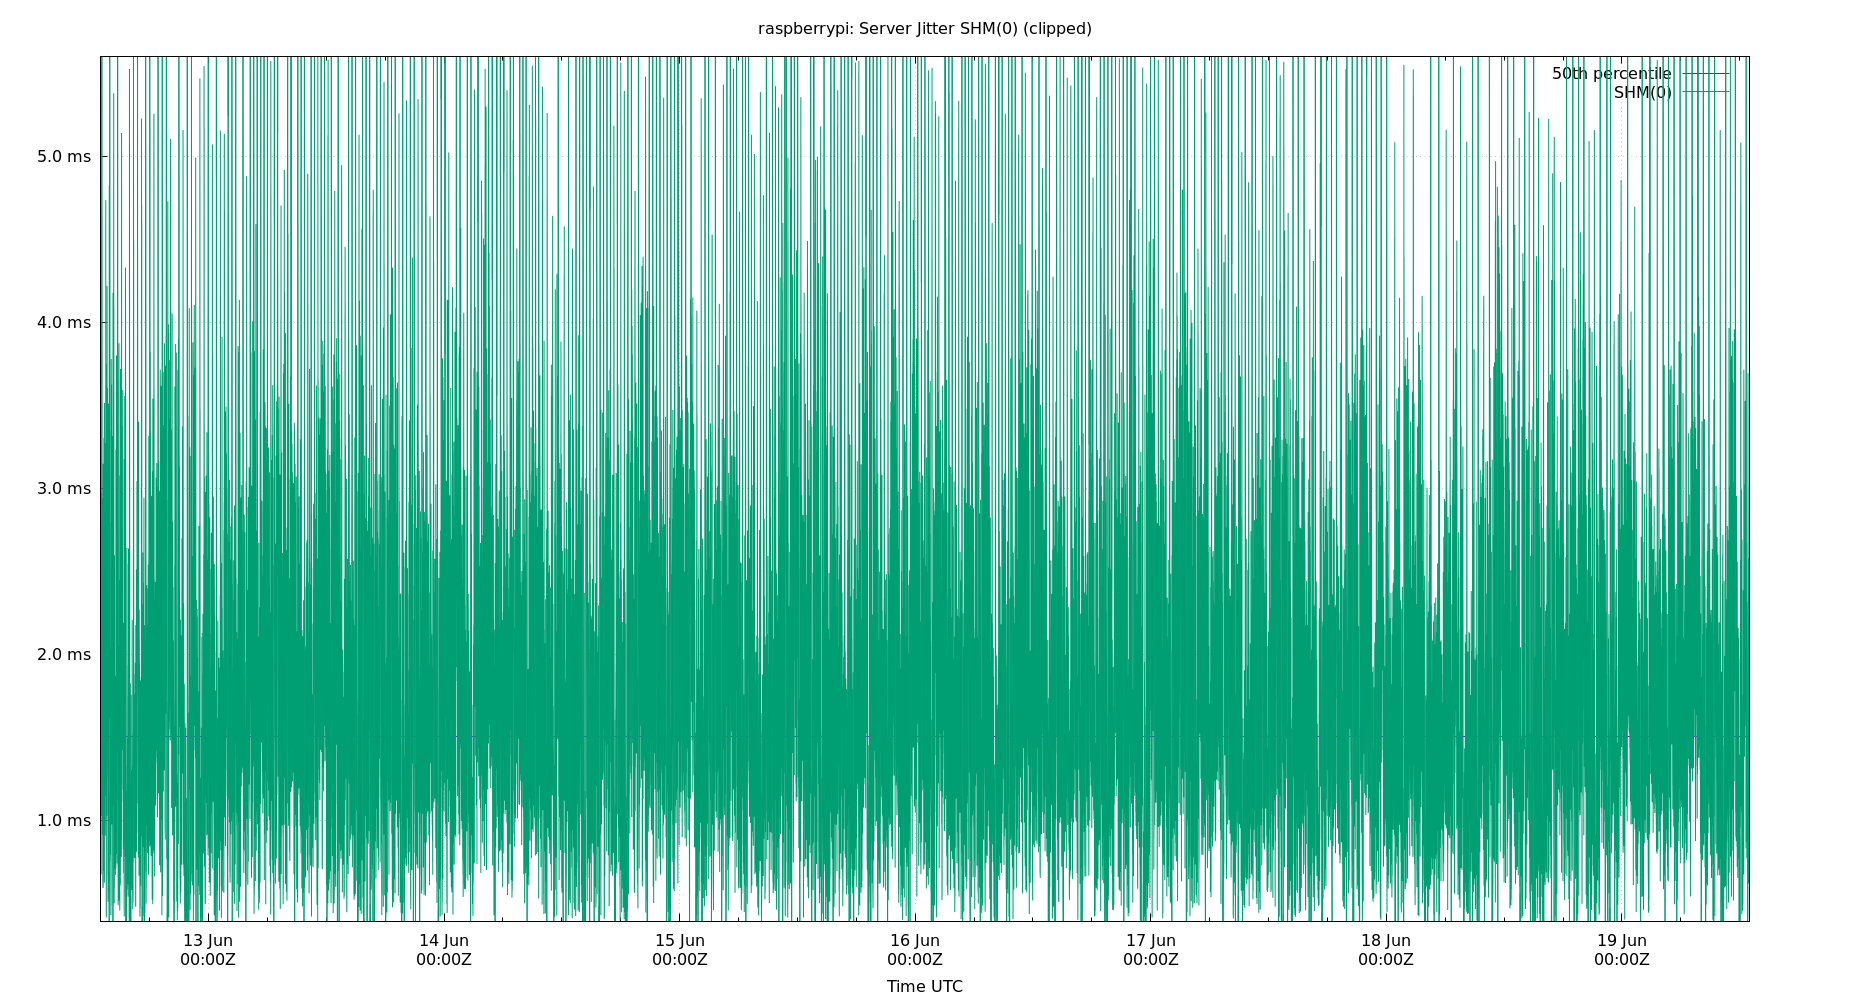 raspberrypi: Server Jitter SHM(0) (clipped)
50th percentile
SHM(0)
5.0 ms
4.0 ms
3.0 ms
2.0 ms
1.0 ms
13 Jun 14 Jun 15 Jun 16 Jun 17 Jun 18 Jun 19 Jun
00:00Z 00:00Z 00:00Z 00:00Z 00:00Z 00:00Z 00:00Z
Time UTC